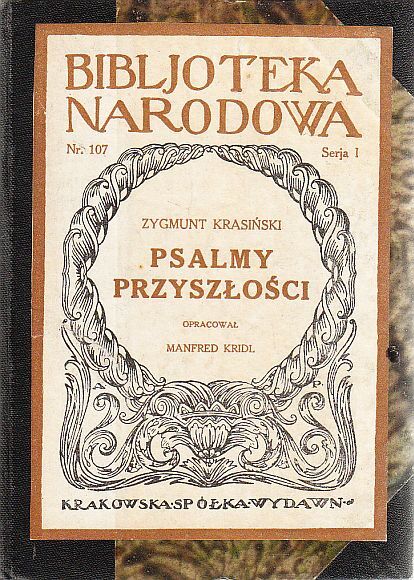 BIBLJOTEKA
NARODOWA
Nr. 107 Serja I
ZYGMUNT KRASIŃSKI
PSALMY
PRZYSZŁOŚCI
OPRACOWAŁ
MANFRED KRIDL
A P
KRAKOWSKA·SPÓŁKA·WYDAWN·